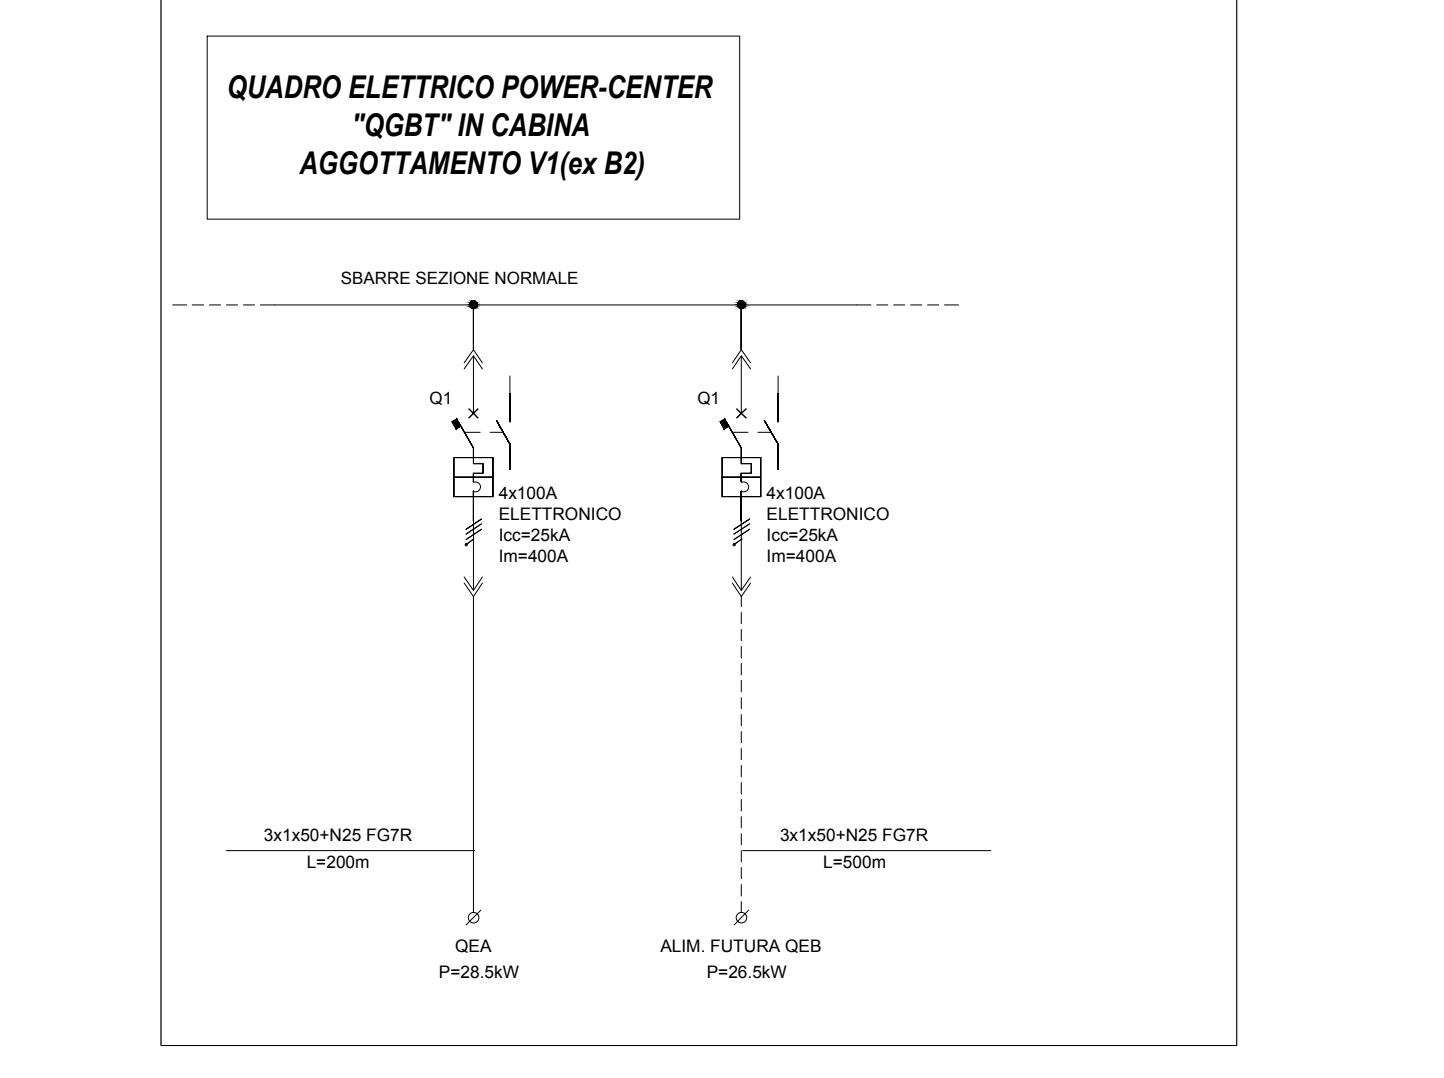 QUADRO ELETTRICO POWER-CENTER
"QGBT" IN CABINA
AGGOTTAMENTO V1(ex B2)
SBARRE SEZIONE NORMALE
Q1
4x100A
ELETTRONICO
Icc=25kA
Im=400A
Q1
4x100A
ELETTRONICO
Icc=25kA
Im=400A
3x1x50+N25 FG7R
L=200m
3x1x50+N25 FG7R
L=500m
QEA
P=28.5kW
ALIM. FUTURA QEB
P=26.5kW